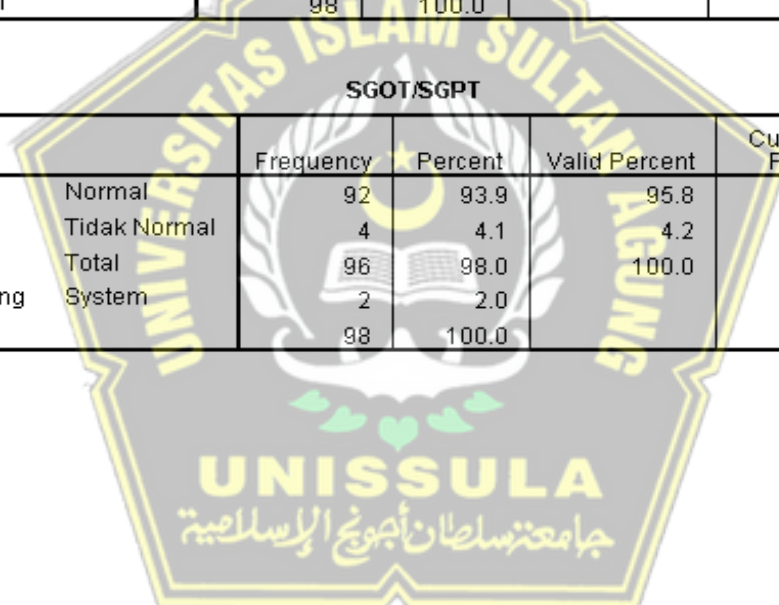 98 100.0
SGOT/SGPT
Frequency Percent Valid Percent
Normal 92 93.9 95.8
Tidak Normal 4 4.1 4.2
Total 96 98.0 100.0
ng System 2 2.0
98 100.0
UNIVERSITAS ISLAM SULTAN AGUNG
UNISSULA
جامعة سلطان أجونج الإسلامية